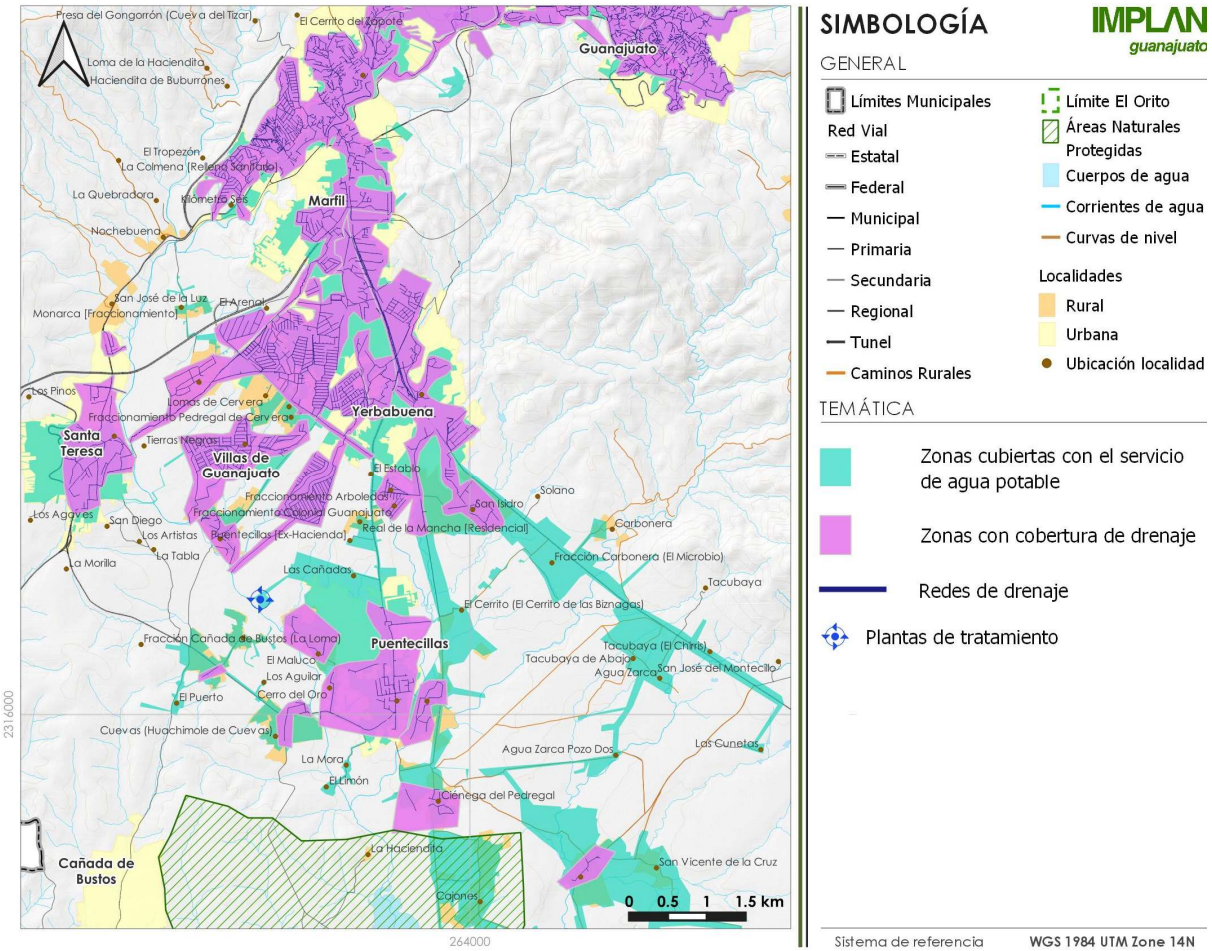 Presa del Gongorrón (Cueva del Tizar)
El Cerrito del Zapote
Guanajuato
Loma de la Haciendita
Haciendita de Buburrones
El Tropezón
La Colmena [Relleno Sanitario]
La Quebradora
Kilómetro Seis
Marfil
Nochebuena
San José de la Luz
El Arenal
Monarca [Fraccionamiento]
Los Pinos
Lomas de Cervera
Fraccionamiento Pedregal de Cervera
Yerbabuena
Santa
Teresa
Tierras Negras
Villas de
Guanajuato
El Establo
Fraccionamiento Arboledas
Solano
San Isidro
Los Agaves
San Diego
Fraccionamiento Colonial Guanajuato
Real de la Mancha [Residencial]
Carbonera
Los Artistas
Puentecillas [Ex-Hacienda]
La Tabla
La Morilla
Las Cañadas
Fracción Carbonera (El Microbio)
Tacubaya
El Cerrito (El Cerrito de las Biznagas)
Fracción Cañada de Bustos (La Loma)
Puentecillas
Tacubaya (El Chirris)
El Maluco
Tacubaya de Abajo
Los Aguilar
Agua Zarca
San José del Montecillo
El Puerto
Cerro del Oro
Cuevas (Huachimole de Cuevas)
Agua Zarca Pozo Dos
Las Cunetas
La Mora
El Limón
Ciénega del Pedregal
La Haciendita
Cañada de
Bustos
San Vicente de la Cruz
Cajones
0 0.5 1 1.5 km
2316000
264000
SIMBOLOGÍA
IMPLAN
guanajuato
GENERAL
Límites Municipales
Red Vial
Estatal
Federal
Municipal
Primaria
Secundaria
Regional
Tunel
Caminos Rurales
Límite El Orito
Áreas Naturales
Protegidas
Cuerpos de agua
Corrientes de agua
Curvas de nivel
Localidades
Rural
Urbana
Ubicación localidad
TEMÁTICA
Zonas cubiertas con el servicio
de agua potable
Zonas con cobertura de drenaje
Redes de drenaje
Plantas de tratamiento
Sistema de referencia WGS 1984 UTM Zone 14N